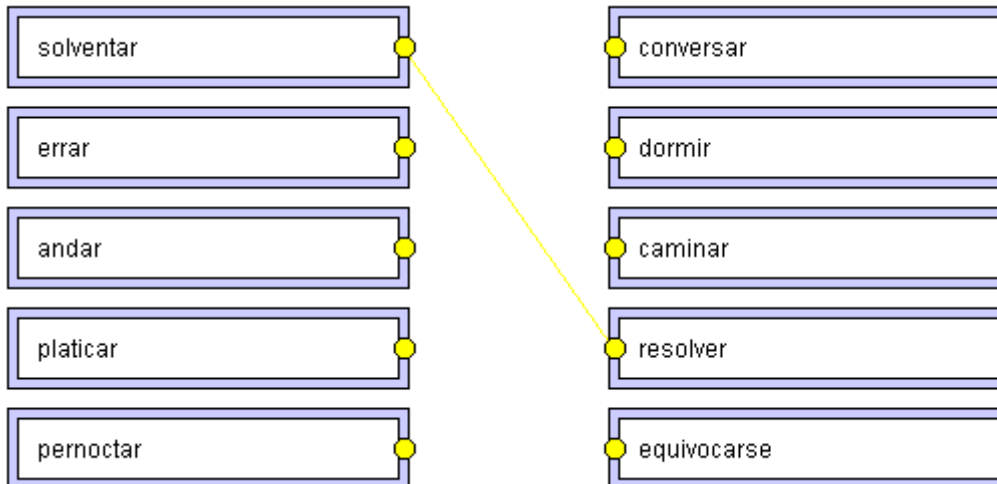 solventar
errar
andar
platicar
pernoctar
conversar
dormir
caminar
resolver
equivocarse